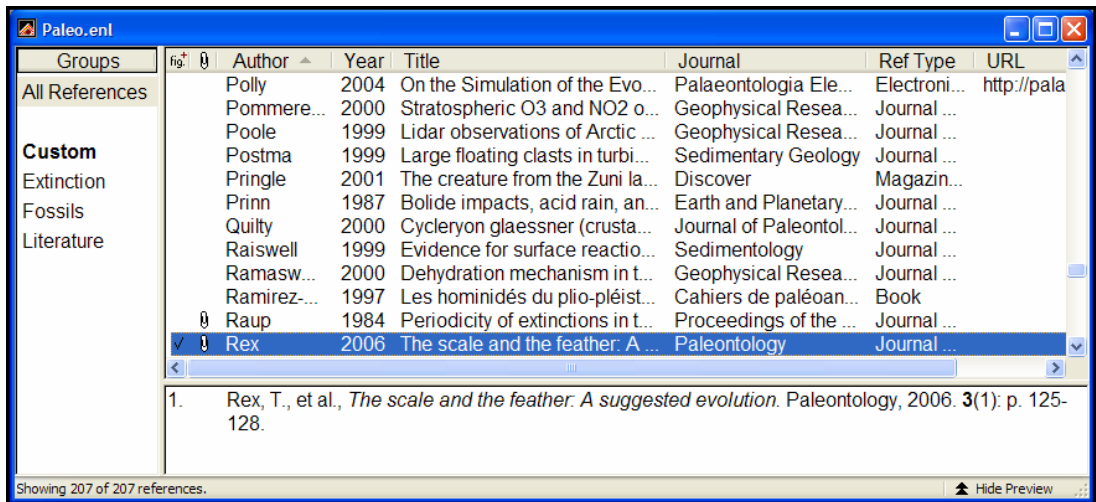 Paleo.enl
Groups
All References
Custom
Extinction
Fossils
Literature
fig. Author Year Title Journal Ref Type URL
Polly 2004 On the Simulation of the Evo... Palaeontologia Ele... Electroni... http://pala
Pommere... 2000 Stratospheric O3 and NO2 o... Geophysical Resea... Journal ...
Poole 1999 Lidar observations of Arctic ... Geophysical Resea... Journal ...
Postma 1999 Large floating clasts in turbi... Sedimentary Geology Journal ...
Pringle 2001 The creature from the Zuni la... Discover Magazin...
Prinn 1987 Bolide impacts, acid rain, an... Earth and Planetary... Journal ...
Quilty 2000 Cycleryon glaessner (crusta... Journal of Paleontol... Journal ...
Raiswell 1999 Evidence for surface reactio... Sedimentology Journal ...
Ramasw... 2000 Dehydration mechanism in t... Geophysical Resea... Journal ...
Ramirez-... 1997 Les hominidés du plio-pléist... Cahiers de paléoan... Book
Raup 1984 Periodicity of extinctions in t... Proceedings of the ... Journal ...
Rex 2006 The scale and the feather: A ... Paleontology Journal ...
1. Rex, T., et al., The scale and the feather: A suggested evolution. Paleontology, 2006. 3(1): p. 125-
128.
Showing 207 of 207 references. Hide Preview